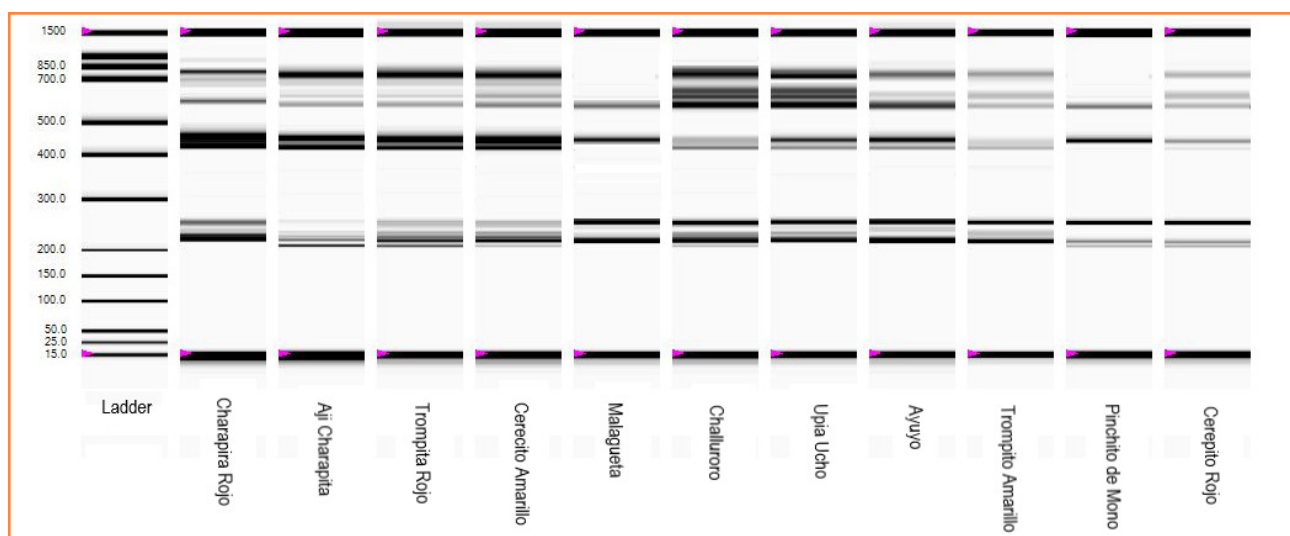 1500
850.0
700.0
500.0
400.0
300.0
200.0
150.0
100.0
50.0
25.0
15.0
Ladder
Charapira Rojo
Aji Charapita
Trompita Rojo
Cerecito Amarillo
Malagueta
Challuroro
Upia Ucho
Ayuyo
Trompito Amarillo
Pinchito de Mono
Cerepito Rojo